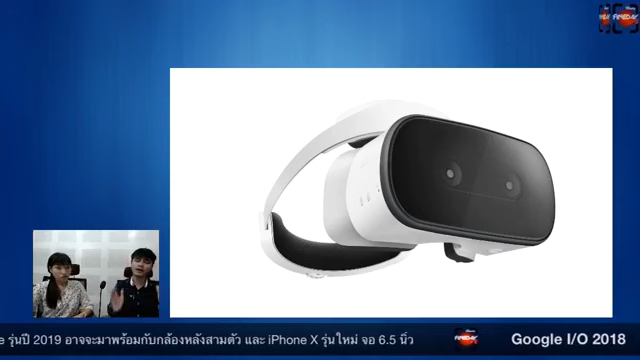 FINEDAY
e รุ่นปี 2019 อาจจะมาพร้อมกับกล้องหลังสามตัว และ iPhone X รุ่นใหม่ จอ 6.5 นิ้ว
FINEDAY
Google I/O 2018